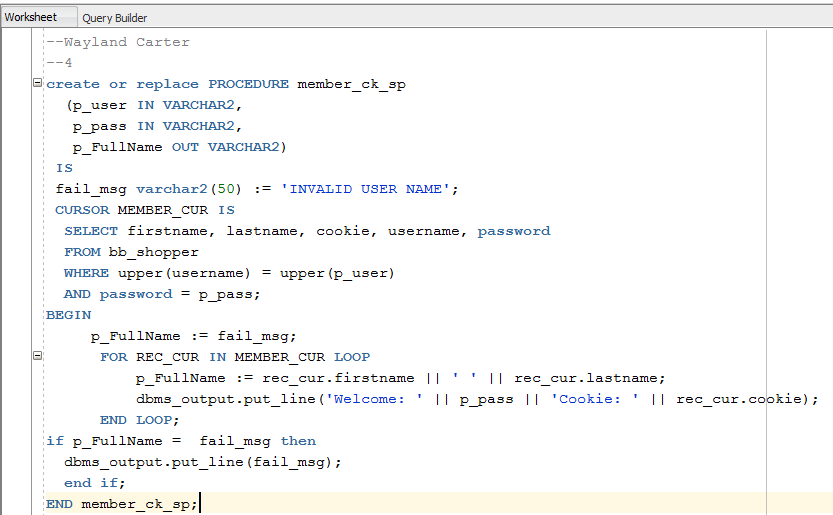 Worksheet Query Builder
--Wayland Carter
--4
create or replace PROCEDURE member_ck_sp
(p_user IN VARCHAR2,
p_pass IN VARCHAR2,
p_FullName OUT VARCHAR2)
IS
fail_msg varchar2(50) := 'INVALID USER NAME';
CURSOR MEMBER_CUR IS
SELECT firstname, lastname, cookie, username, password
FROM bb_shopper
WHERE upper(username) = upper(p_user)
AND password = p_pass;
BEGIN
p_FullName := fail_msg;
FOR REC_CUR IN MEMBER_CUR LOOP
p_FullName := rec_cur.firstname || ' ' || rec_cur.lastname;
dbms_output.put_line('Welcome: ' || p_pass || 'Cookie: ' || rec_cur.cookie);
END LOOP;
if p_FullName =  fail_msg then
dbms_output.put_line(fail_msg);
end if;
END member_ck_sp;